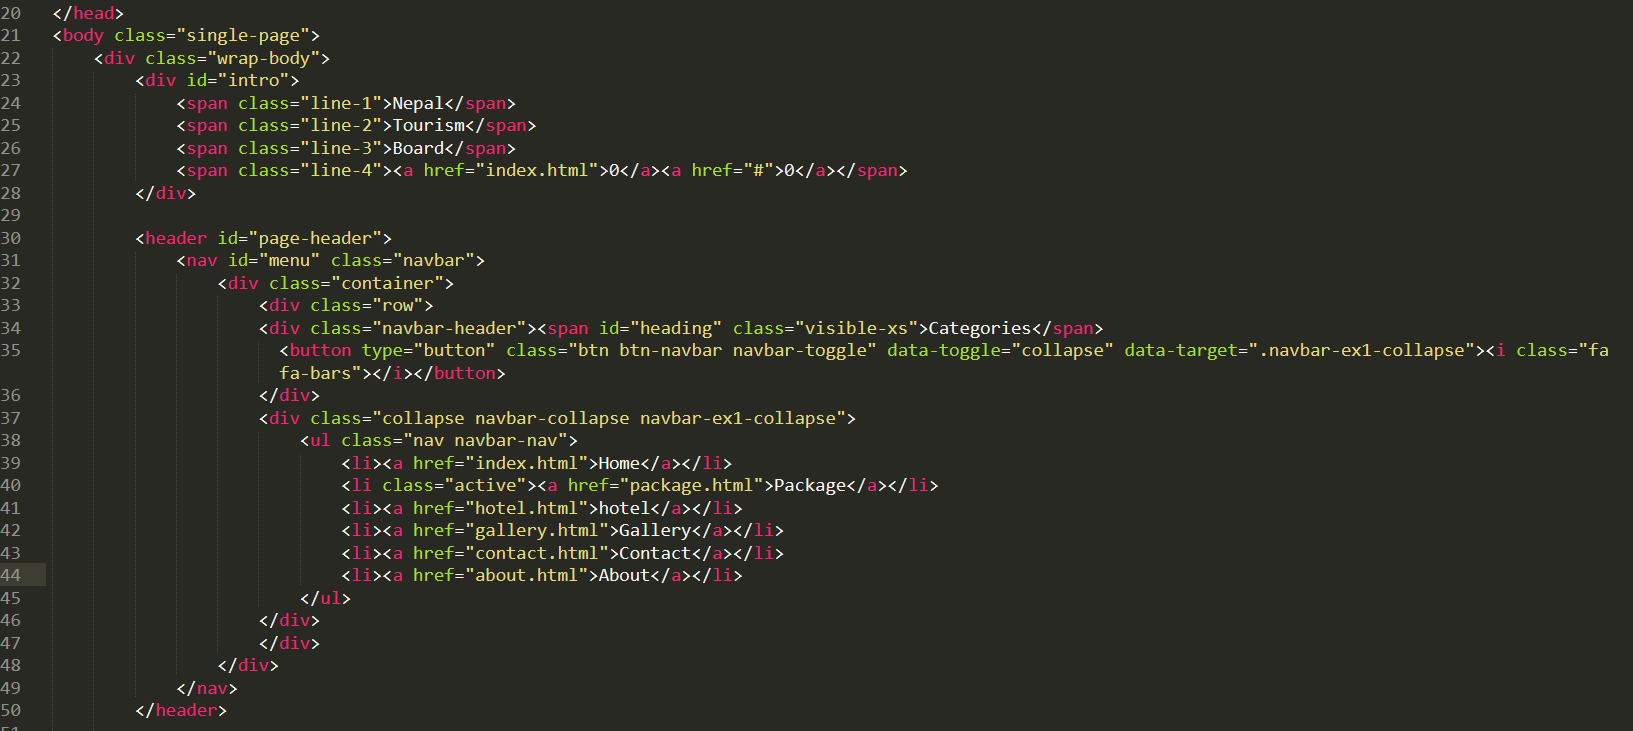 20 </head>
21 <body class="single-page">
22 <div class="wrap-body">
23 <div id="intro">
24 <span class="line-1">Nepal</span>
25 <span class="line-2">Tourism</span>
26 <span class="line-3">Board</span>
27 <span class="line-4"><a href="index.html">0</a><a href="#">0</a></span>
28 </div>
29
30 <header id="page-header">
31 <nav id="menu" class="navbar">
32 <div class="container">
33 <div class="row">
34 <div class="navbar-header"><span id="heading" class="visible-xs">Categories</span>
35 <button type="button" class="btn btn-navbar navbar-toggle" data-toggle="collapse" data-target=".navbar-ex1-collapse"><i class="fa
fa-bars"></i></button>
36 </div>
37 <div class="collapse navbar-collapse navbar-ex1-collapse">
38 <ul class="nav navbar-nav">
39 <li><a href="index.html">Home</a></li>
40 <li class="active"><a href="package.html">Package</a></li>
41 <li><a href="hotel.html">hotel</a></li>
42 <li><a href="gallery.html">Gallery</a></li>
43 <li><a href="contact.html">Contact</a></li>
44 <li><a href="about.html">About</a></li>
45 </ul>
46 </div>
47 </div>
48 </div>
49 </nav>
50 </header>
51